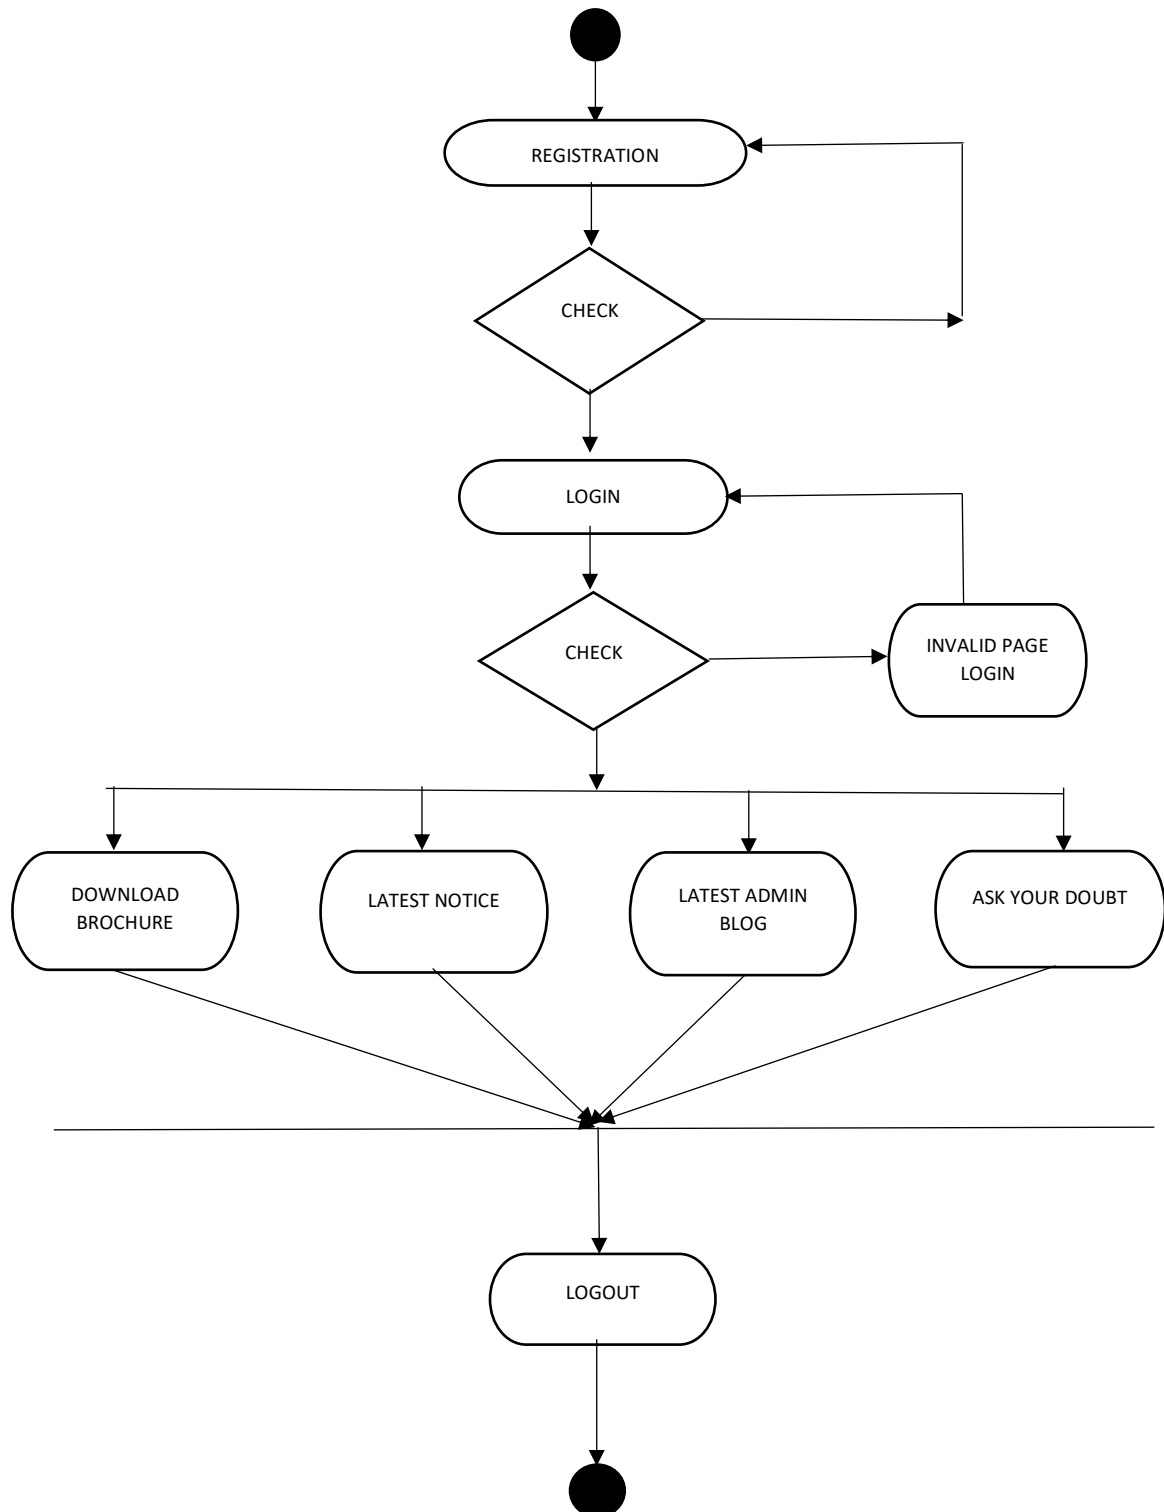 REGISTRATION
CHECK
LOGIN
CHECK
INVALID PAGE
LOGIN
DOWNLOAD
BROCHURE
LATEST NOTICE
LATEST ADMIN
BLOG
ASK YOUR DOUBT
LOGOUT